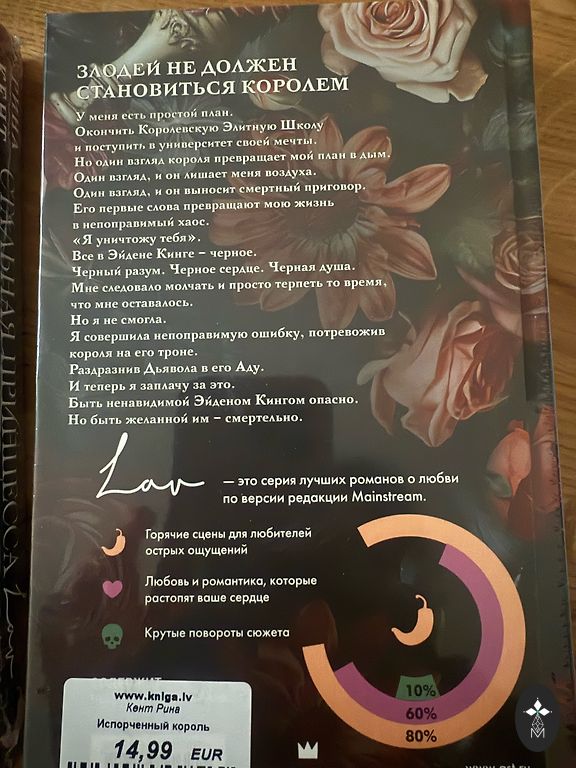 ЗЛОДЕЙ НЕ ДОЛЖЕН
СТАНОВИТЬСЯ КОРОЛЕМ
У меня есть простой план.
Окончить Королевскую Элитную Школу
и поступить в университет своей мечты.
Но один взгляд короля превращает мой план в дым.
Один взгляд, и он лишает меня воздуха.
Один взгляд, и он выносит смертный приговор.
Его первые слова превращают мою жизнь
в непоправимый хаос.
«Я уничтожу тебя».
Все в Эйдене Кинге – черное.
Черный разум. Черное сердце. Черная душа.
Мне следовало молчать и просто терпеть то время,
что мне оставалось.
Но я не смогла.
Я совершила непоправимую ошибку, потревожив
короля на его троне.
Раздразнив Дьявола в его Аду.
И теперь я заплачу за это.
Быть ненавидимой Эйденом Кингом опасно.
Но быть желанной им – смертельно.
Lav
— это серия лучших романов о любви
по версии редакции Mainstream.
Горячие сцены для любителей
острых ощущений
Любовь и романтика, которые
растопят ваше сердце
Крутые повороты сюжета
10%
60%
80%
www.kniga.lv
Кент Рина
Испорченный король
14,99 EUR
СТАЛЬНАЯ ПРИНЦЕССА
Lav
M